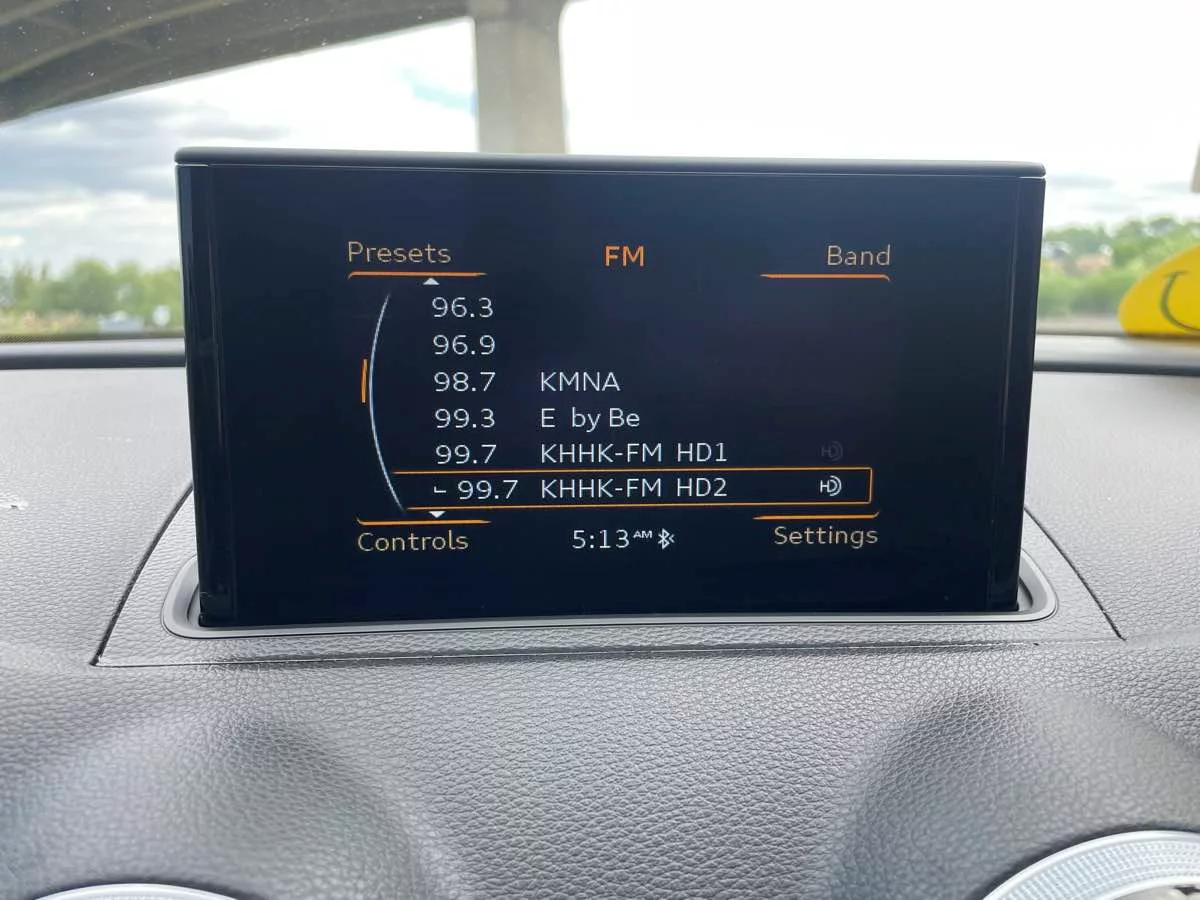 Presets FM Band
96.3
96.9
98.7 KMNA
99.3 E by Be
99.7 KHHK-FM HD1
99.7 KHHK-FM HD2
Controls 5:13 AM Settings